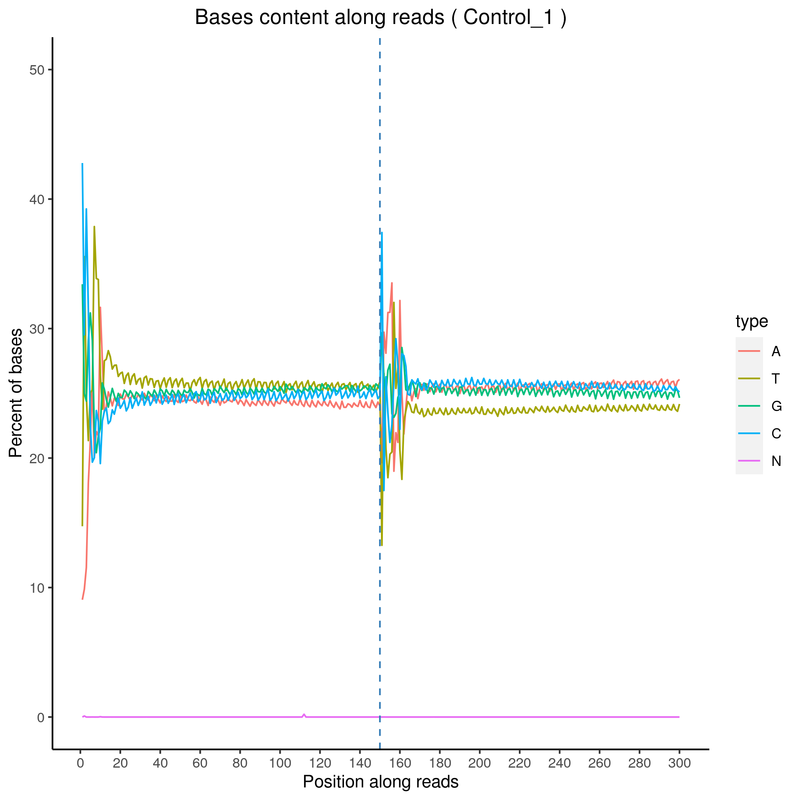 Bases content along reads ( Control_1 )
Percent of bases
50
40
30
20
10
0
0 20 40 60 80 100 120 140 160 180 200 220 240 260 280 300
Position along reads
type
A
T
G
C
N